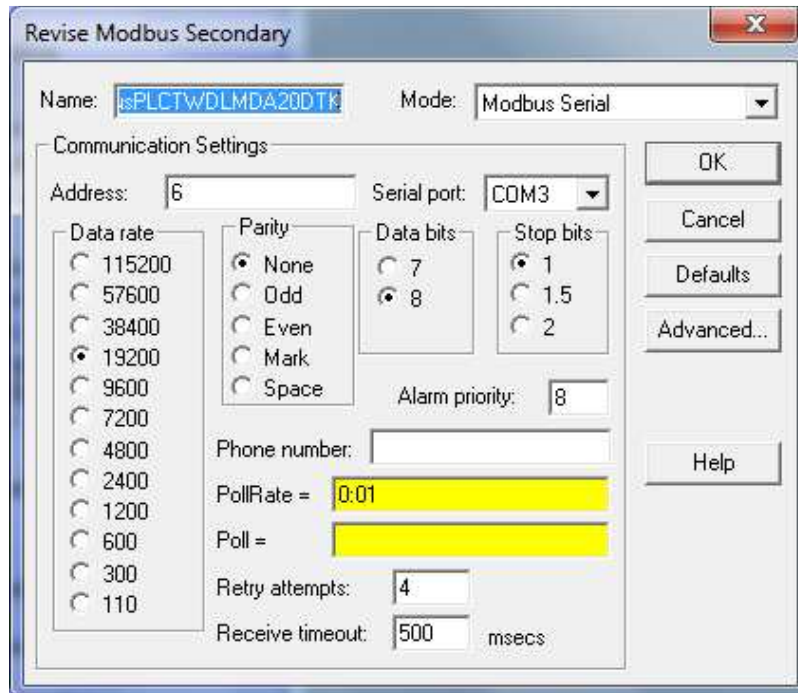 Revise Modbus Secondary
Name: usPLCTWDLMDA20DTK Mode: Modbus Serial
Communication Settings
OK
Address: 6 Serial port: COM3
Cancel
Data rate
115200
57600
38400
19200
9600
7200
4800
2400
1200
600
300
110
Parity
None
Odd
Even
Mark
Space
Data bits
7
8
Stop bits
1
1.5
2
Defaults
Advanced...
Alarm priority: 8
Phone number:
Help
PollRate = 0:01
Poll =
Retry attempts: 4
Receive timeout: 500 msecs